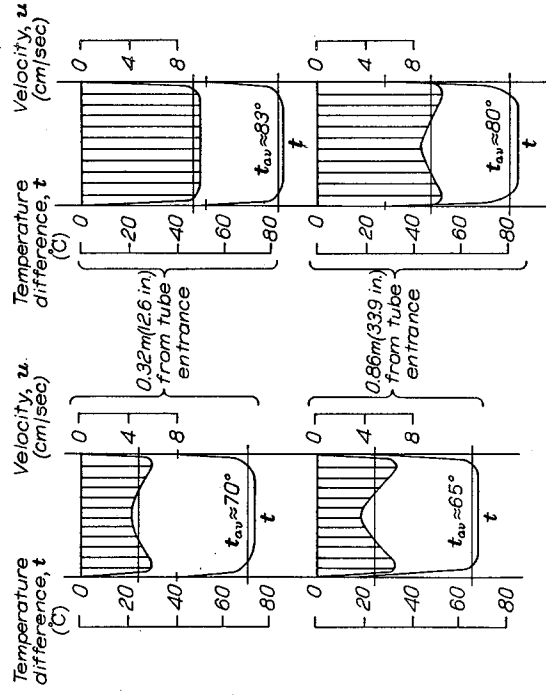 Temperature difference, t
(°C)
Velocity, u
(cm/sec)
Temperature difference, t
(°C)
Velocity, u
(cm/sec)
0
20
40
60
80
t_av≈70°
t
0
4
8
0.32m (12.6 in.)
from tube
entrance
0
20
40
60
80
t_av≈83°
t
0
4
8
0
20
40
60
80
t_av≈65°
t
0
4
8
0.86m (33.9 in.)
from tube
entrance
0
20
40
60
80
t_av≈80°
t
0
4
8